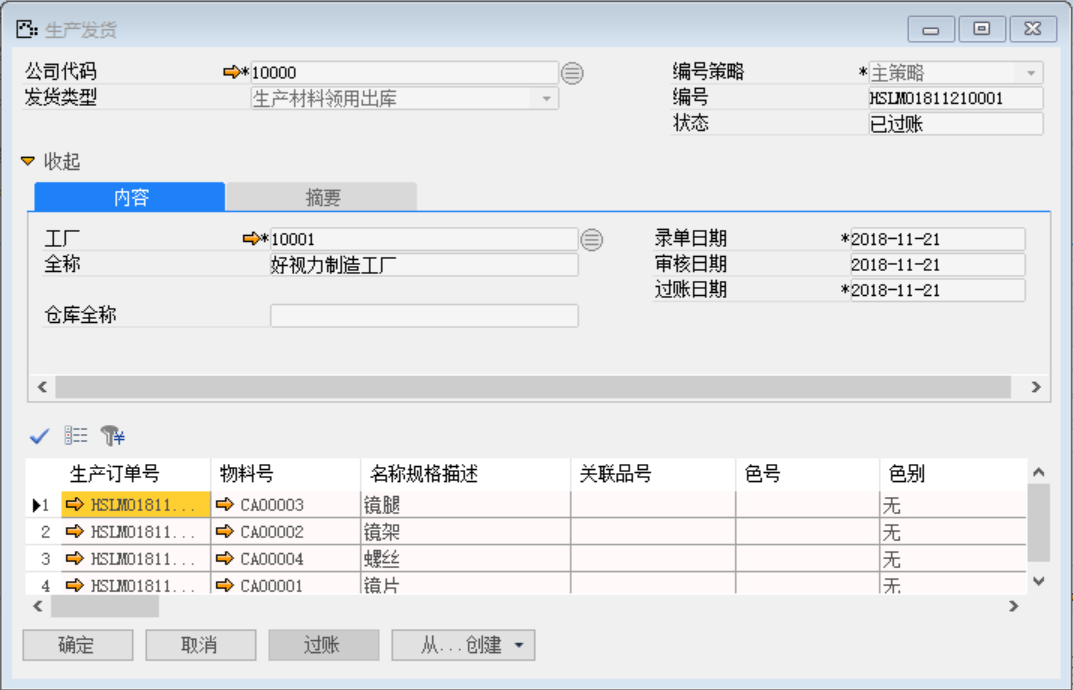 生产发货
公司代码 *10000 编号策略 *主策略
发货类型 生产材料领用出库 编号 HSLM01811210001
状态 已过账
收起
内容 摘要
工厂 *10001 录单日期 *2018-11-21
全称 好视力制造工厂 审核日期 2018-11-21
过账日期 *2018-11-21
仓库全称
生产订单号 物料号 名称规格描述 关联品号 色号 色别
1 HSLM01811... CA00003 镜腿 无
2 HSLM01811... CA00002 镜架 无
3 HSLM01811... CA00004 螺丝 无
4 HSLM01811... CA00001 镜片 无
确定 取消 过账 从...创建